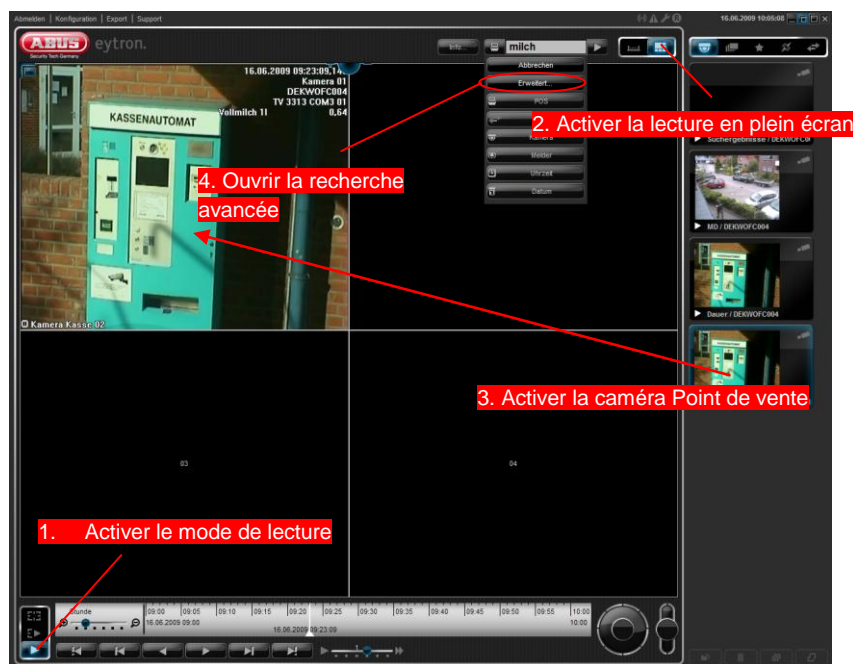 Abmelden | Konfiguration | Export | Support
16.06.2009 10:05:08
ABUS
Security Tech Germany
eytron.
Info...
milch
Abbrechen
Erweitert...
POS
Kamera
Melder
Uhrzeit
Datum
16.06.2009 09:23:09,14
Kamera 01
DEKWOFC004
TV 3313 COM3 01
Vollmilch 1l 0,64
KASSENAUTOMAT
2. Activer la lecture en plein écran
Suchergebnisse / DEKWOFC0
4. Ouvrir la recherche
avancée
MD / DEKWOFC004
Dauer / DEKWOFC004
Kamera Kasse 02
3. Activer la caméra Point de vente
03
04
1. Activer le mode de lecture
Stunde
09:00 09:05 09:10 09:15 09:20 09:25 09:30 09:35 09:40 09:45 09:50 09:55 10:00
16.06.2009 09:00
10:00
16.06.2009 09:23:09